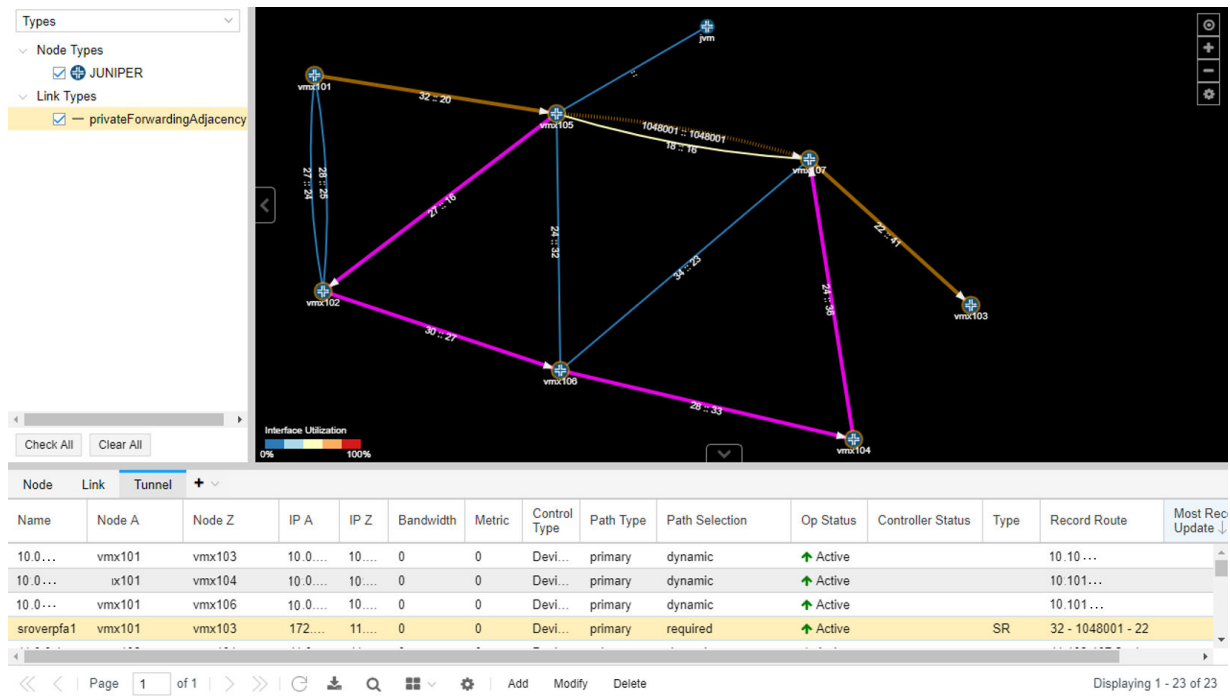 Types
Node Types
JUNIPER
Link Types
privateForwardingAdjacency
Check All Clear All
jvm
::
vmx101
32 :: 20
vmx105
1048001 :: 1048001
18 :: 16
vmx107
27 :: 24
28 :: 25
27 :: 16
24 :: 32
34 :: 23
22 :: 41
24 :: 36
vmx102
vmx103
30 :: 27
vmx106
28 :: 33
vmx104
Interface Utilization
0% 100%
Node Link Tunnel
Name Node A Node Z IP A IP Z Bandwidth Metric Control Type Path Type Path Selection Op Status Controller Status Type Record Route Most Reco Update
10.0... vmx101 vmx103 10.0.... 10.... 0 0 Devi... primary dynamic Active 10.10...
10.0... ıx101 vmx104 10.0.... 10.... 0 0 Devi... primary dynamic Active 10.101...
10.0... vmx101 vmx106 10.0.... 10.... 0 0 Devi... primary dynamic Active 10.101...
sroverpfa1 vmx101 vmx103 172.... 11.... 0 0 Devi... primary required Active SR 32 - 1048001 - 22
Page 1 of 1 Add Modify Delete Displaying 1 - 23 of 23